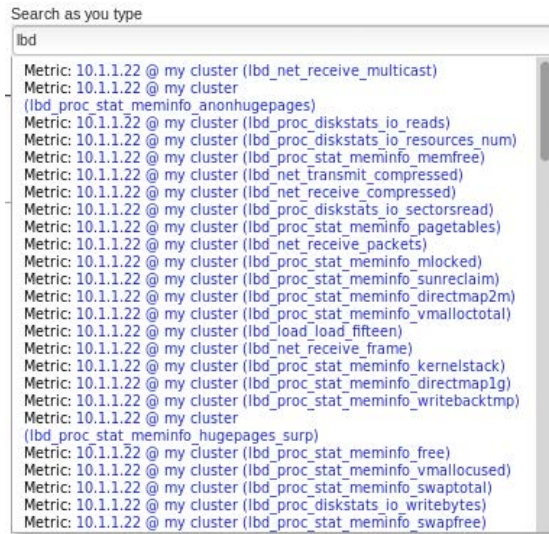 Search as you type
lbd
Metric: 10.1.1.22 @ my cluster (lbd_net_receive_multicast)
Metric: 10.1.1.22 @ my cluster
(lbd_proc_stat_meminfo_anonhugepages)
Metric: 10.1.1.22 @ my cluster (lbd_proc_diskstats_io_reads)
Metric: 10.1.1.22 @ my cluster (lbd_proc_diskstats_io_resources_num)
Metric: 10.1.1.22 @ my cluster (lbd_proc_stat_meminfo_memfree)
Metric: 10.1.1.22 @ my cluster (lbd_net_transmit_compressed)
Metric: 10.1.1.22 @ my cluster (lbd_net_receive_compressed)
Metric: 10.1.1.22 @ my cluster (lbd_proc_diskstats_io_sectorsread)
Metric: 10.1.1.22 @ my cluster (lbd_proc_stat_meminfo_pagetables)
Metric: 10.1.1.22 @ my cluster (lbd_net_receive_packets)
Metric: 10.1.1.22 @ my cluster (lbd_proc_stat_meminfo_mlocked)
Metric: 10.1.1.22 @ my cluster (lbd_proc_stat_meminfo_sunreclaim)
Metric: 10.1.1.22 @ my cluster (lbd_proc_stat_meminfo_directmap2m)
Metric: 10.1.1.22 @ my cluster (lbd_proc_stat_meminfo_vmalloctotal)
Metric: 10.1.1.22 @ my cluster (lbd_load_load_fifteen)
Metric: 10.1.1.22 @ my cluster (lbd_net_receive_frame)
Metric: 10.1.1.22 @ my cluster (lbd_proc_stat_meminfo_kernelstack)
Metric: 10.1.1.22 @ my cluster (lbd_proc_stat_meminfo_directmap1g)
Metric: 10.1.1.22 @ my cluster (lbd_proc_stat_meminfo_writebacktmp)
Metric: 10.1.1.22 @ my cluster
(lbd_proc_stat_meminfo_hugepages_surp)
Metric: 10.1.1.22 @ my cluster (lbd_proc_stat_meminfo_free)
Metric: 10.1.1.22 @ my cluster (lbd_proc_stat_meminfo_vmallocused)
Metric: 10.1.1.22 @ my cluster (lbd_proc_stat_meminfo_swaptotal)
Metric: 10.1.1.22 @ my cluster (lbd_proc_diskstats_io_writebytes)
Metric: 10.1.1.22 @ my cluster (lbd_proc_stat_meminfo_swapfree)